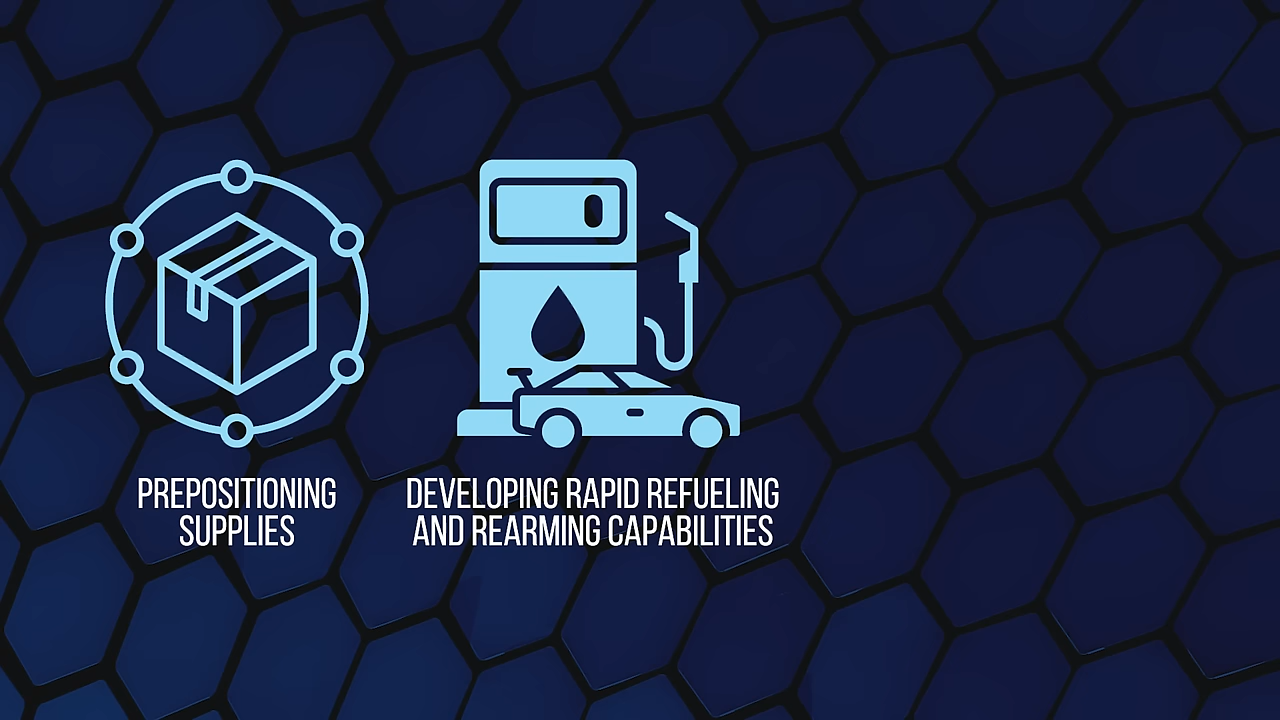 PREPOSITIONING
SUPPLIES
DEVELOPING RAPID REFUELING
AND REARMING CAPABILITIES